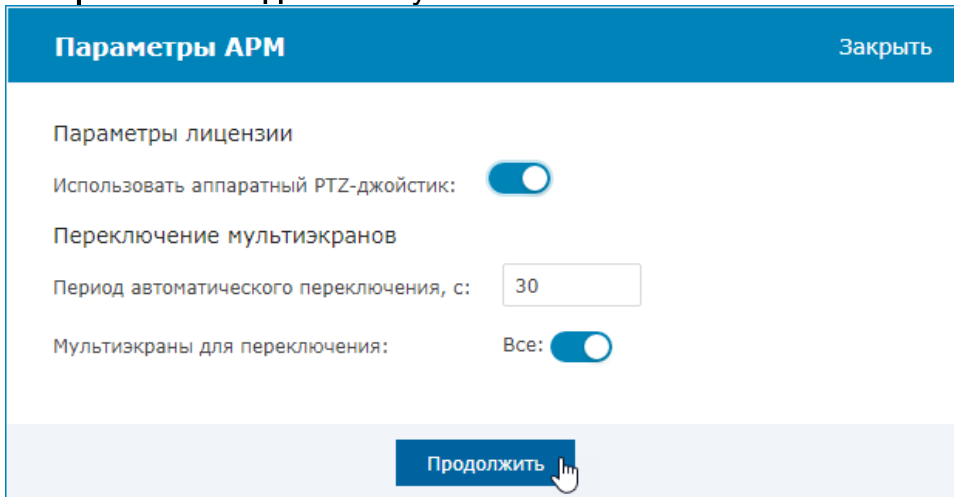 Параметры АРМ
Закрыть
Параметры лицензии
Использовать аппаратный PTZ-джойстик:
Переключение мультиэкранов
Период автоматического переключения, с: 30
Мультиэкраны для переключения: Все:
Продолжить